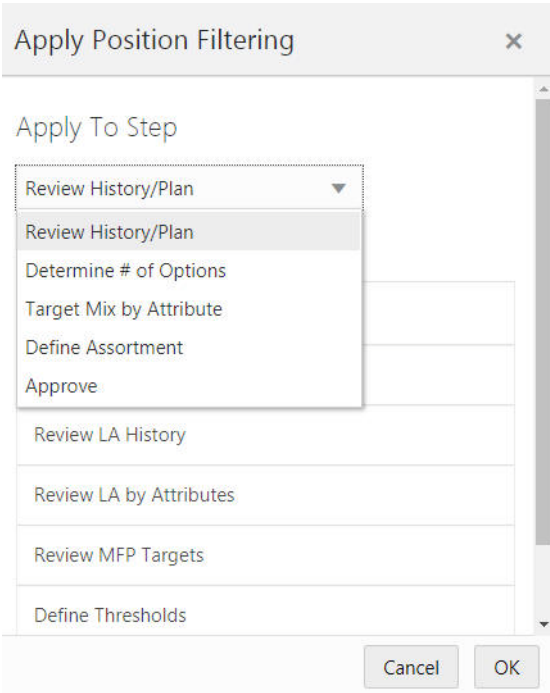 Apply Position Filtering
Apply To Step
Review History/Plan
Review History/Plan
Determine # of Options
Target Mix by Attribute
Define Assortment
Approve
Review LA History
Review LA by Attributes
Review MFP Targets
Define Thresholds
Cancel OK